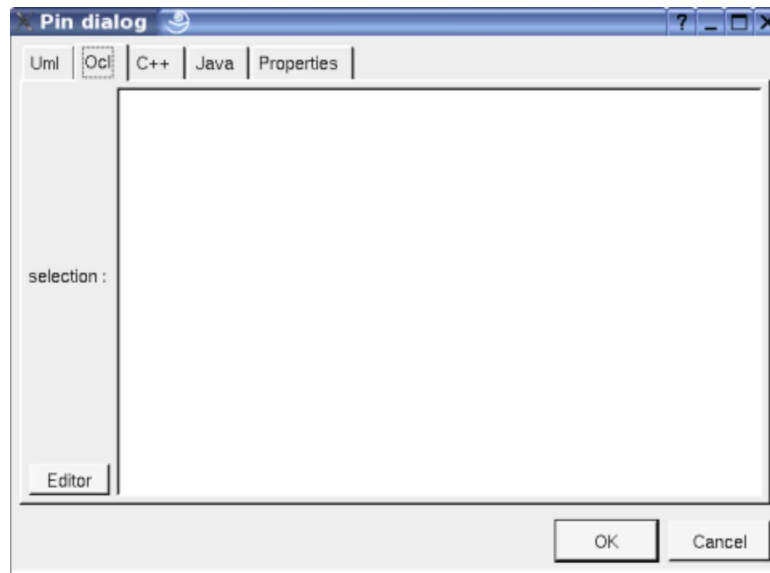 Pin dialog
Uml Ocl C++ Java Properties
selection :
Editor
OK Cancel